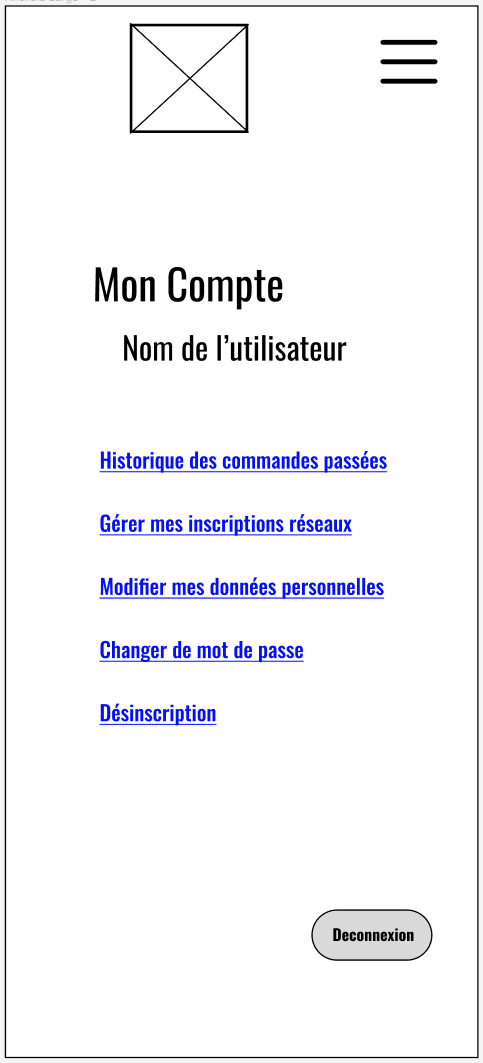 Mon Compte
Nom de l’utilisateur
Historique des commandes passées
Gérer mes inscriptions réseaux
Modifier mes données personnelles
Changer de mot de passe
Désinscription
Deconnexion